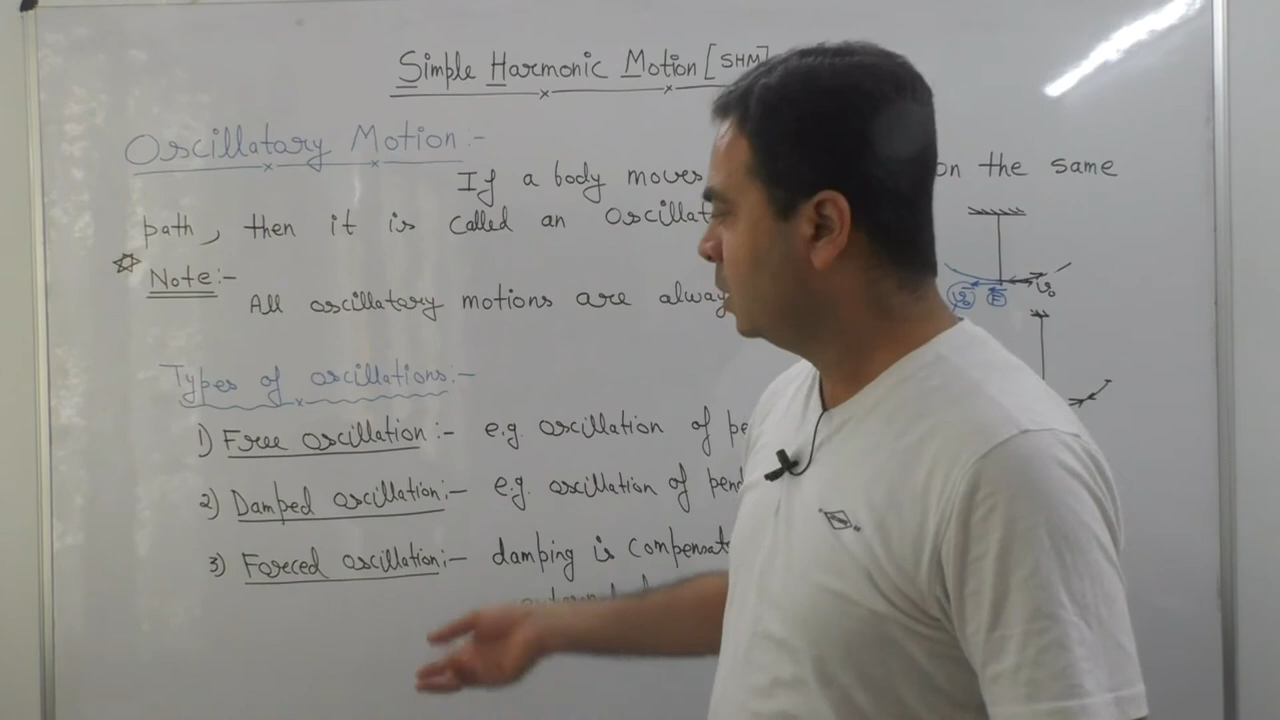 Simple Harmonic Motion [SHM]
Oscillatory Motion:-
If a body moves on the same
path, then it is called an Oscillat
Note:-
All oscillatory motions are alway
v₀ F v₀
Types of oscillations:-
1) Free oscillation:- e.g. oscillation of pe
2) Damped oscillation:- e.g. oscillation of pend
3) Forced oscillation:- damping is compensat